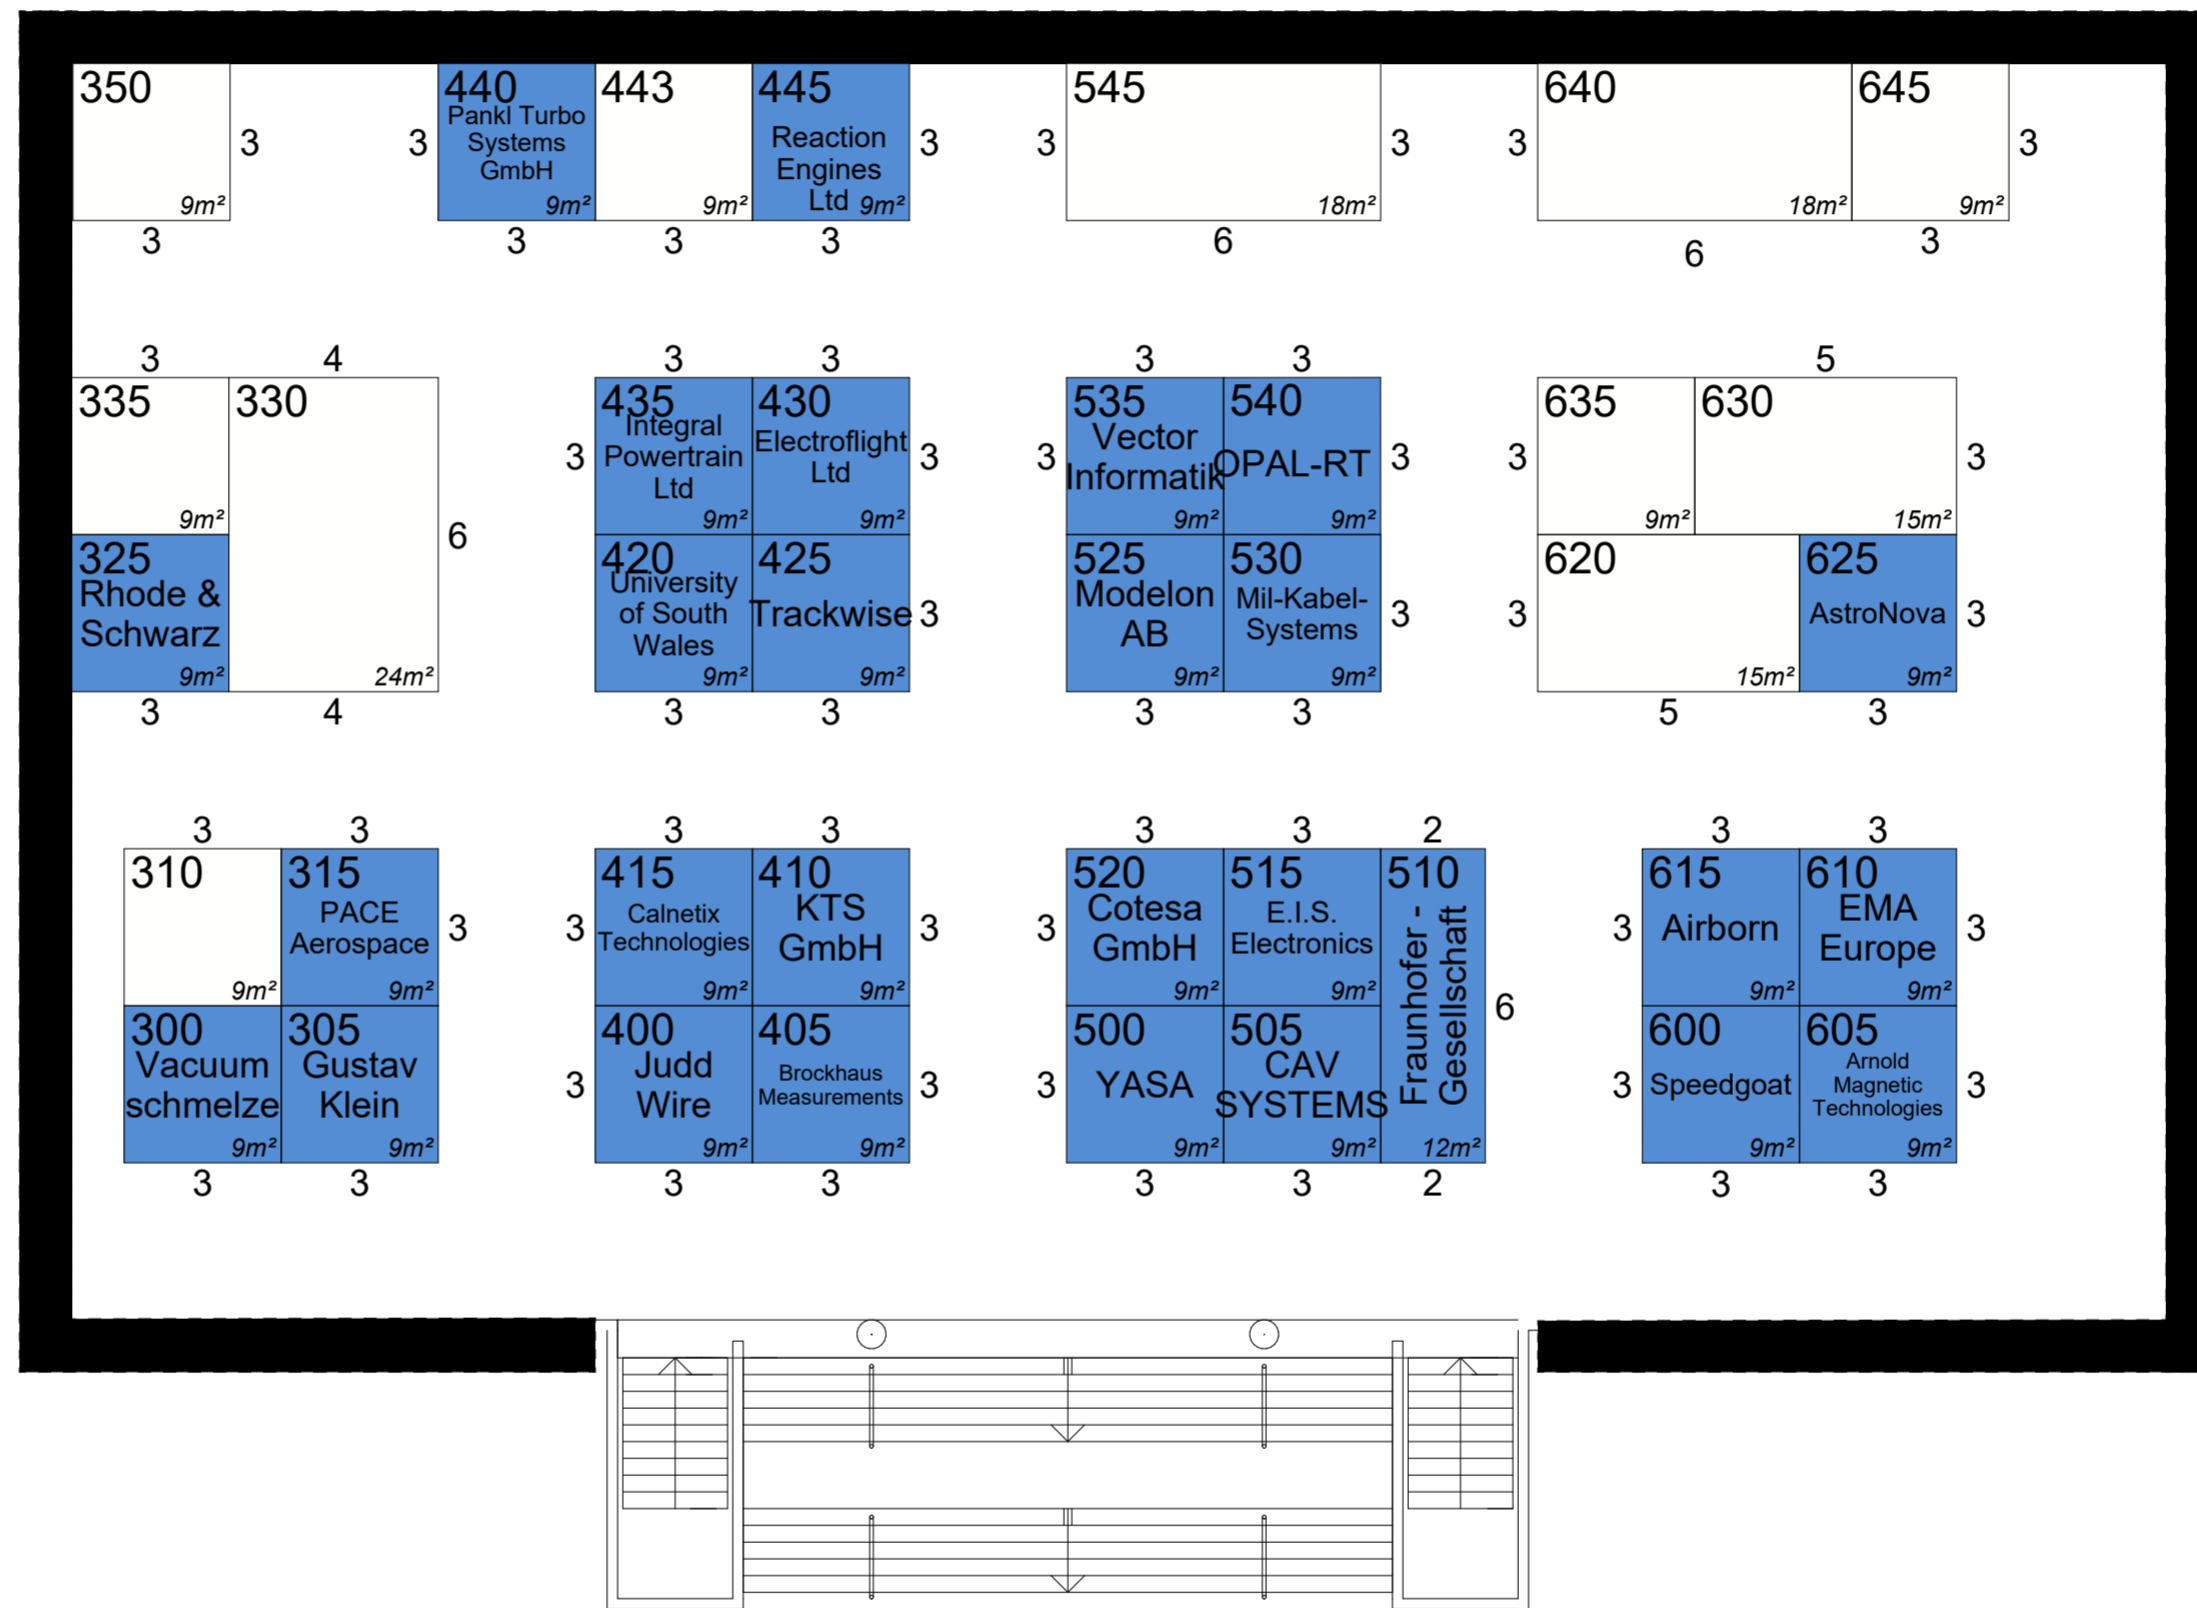 350
9m²
3
3
440
Pankl Turbo
Systems
GmbH
9m²
3
3
443
9m²
3
445
Reaction
Engines
Ltd
9m²
3
3
545
18m²
3
3
6
640
18m²
3
6
645
9m²
3
3
3
335
9m²
4
330
24m²
6
4
325
Rhode &
Schwarz
9m²
3
3
435
Integral
Powertrain
Ltd
9m²
3
3
430
Electroflight
Ltd
9m²
3
420
University
of South
Wales
9m²
3
425
Trackwise
9m²
3
3
3
535
Vector
Informatik
9m²
3
3
540
OPAL-RT
9m²
3
525
Modelon
AB
9m²
3
530
Mil-Kabel-
Systems
9m²
3
3
635
9m²
3
5
630
15m²
3
620
15m²
3
5
625
AstroNova
9m²
3
3
3
310
9m²
3
315
PACE
Aerospace
9m²
3
300
Vacuum
schmelze
9m²
3
305
Gustav
Klein
9m²
3
3
415
Calnetix
Technologies
9m²
3
3
410
KTS
GmbH
9m²
3
400
Judd
Wire
9m²
3
3
405
Brockhaus
Measurements
9m²
3
3
3
520
Cotesa
GmbH
9m²
3
3
515
E.I.S.
Electronics
9m²
2
510
Fraunhofer -
Gesellschaft
12m²
6
2
500
YASA
9m²
3
3
505
CAV
SYSTEMS
9m²
3
3
615
Airborn
9m²
3
3
610
EMA
Europe
9m²
3
600
Speedgoat
9m²
3
3
605
Arnold
Magnetic
Technologies
9m²
3
3